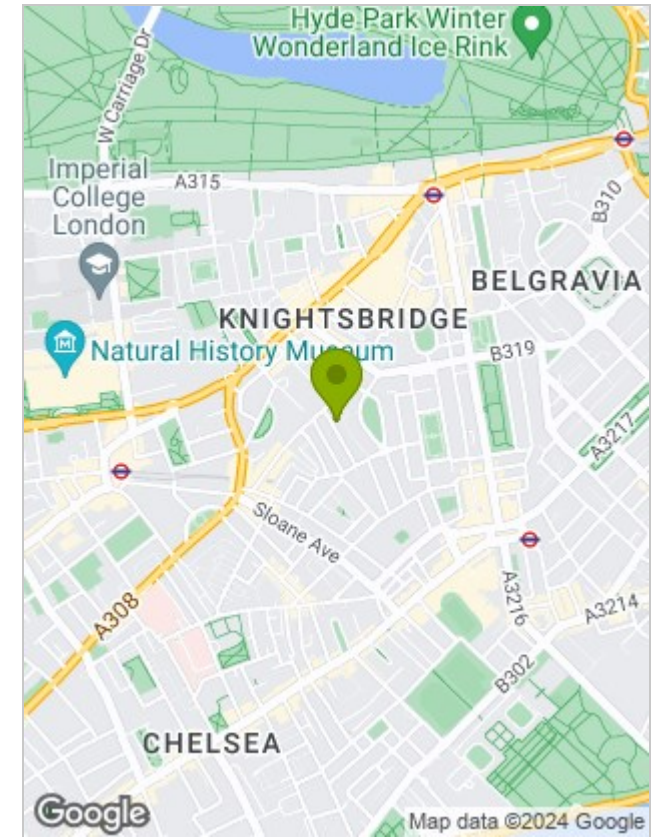 Hyde Park Winter
Wonderland Ice Rink
W Carriage Dr
Imperial
College
London
A315
B310
BELGRAVIA
KNIGHTSBRIDGE
Natural History Museum
B319
A3217
Sloane Ave
A308
A3216
A3214
B302
CHELSEA
Google
Map data ©2024 Google